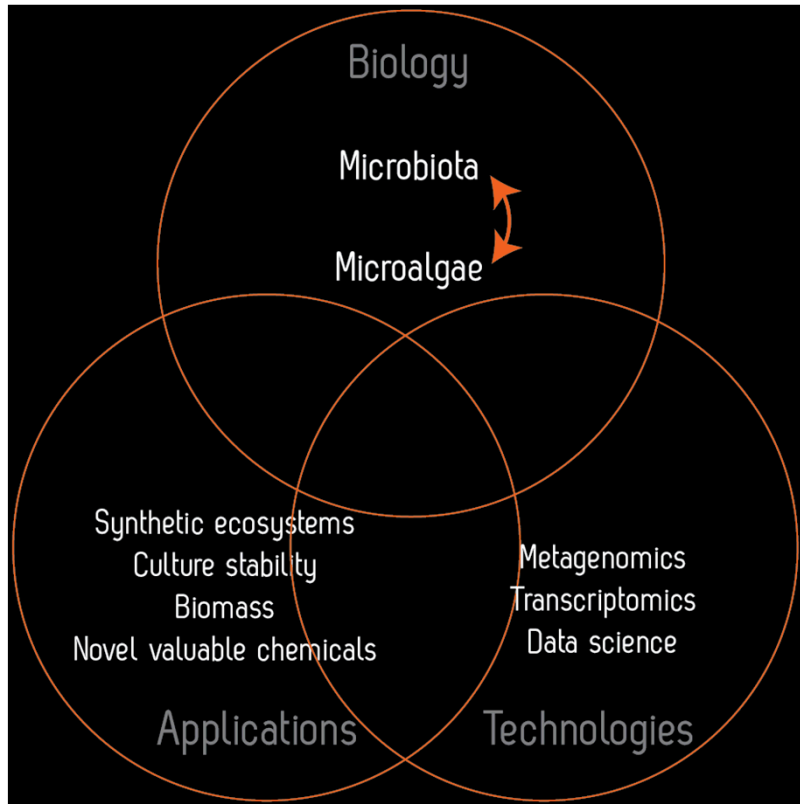 Biology
Microbiota
Microalgae
Synthetic ecosystems
Culture stability
Biomass
Novel valuable chemicals
Applications
Metagenomics
Transcriptomics
Data science
Technologies